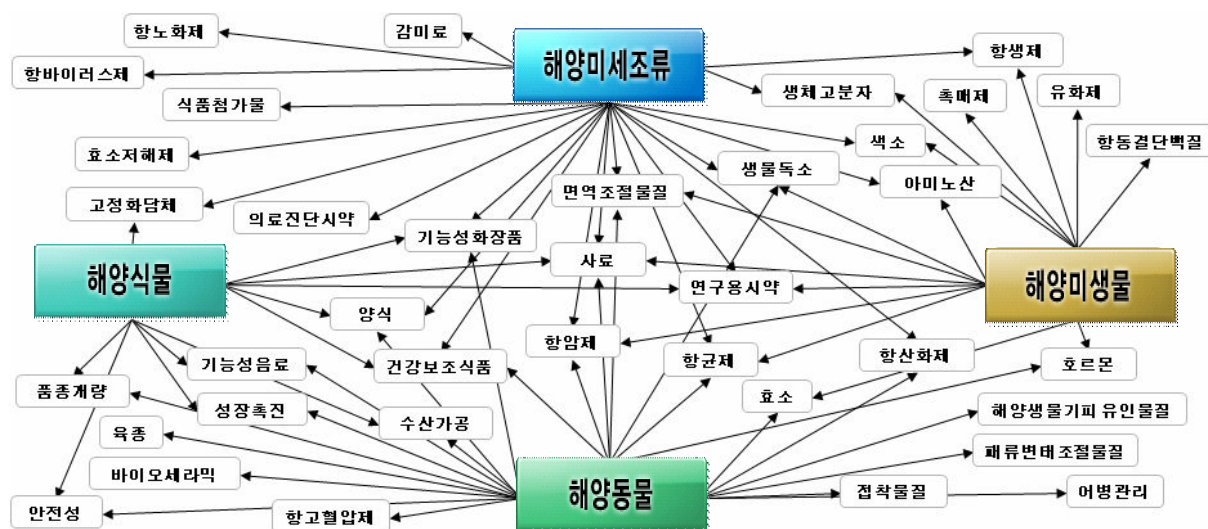 항노화제
감미료
해양미세조류
항생제
항바이러스제
식품첨가물
생체고분자
촉매제
유화제
효소저해제
색소
항동결단백질
생물독소
고정화담체
의료진단시약
면역조절물질
아미노산
기능성화장품
해양식물
사료
해양미생물
연구용시약
양식
기능성음료
건강보조식품
항암제
항균제
항산화제
호르몬
품종개량
성장촉진
수산가공
효소
해양생물기피 유인물질
육종
바이오세라믹
해양동물
패류변태조절물질
안전성
항고혈압제
접착물질
어병관리